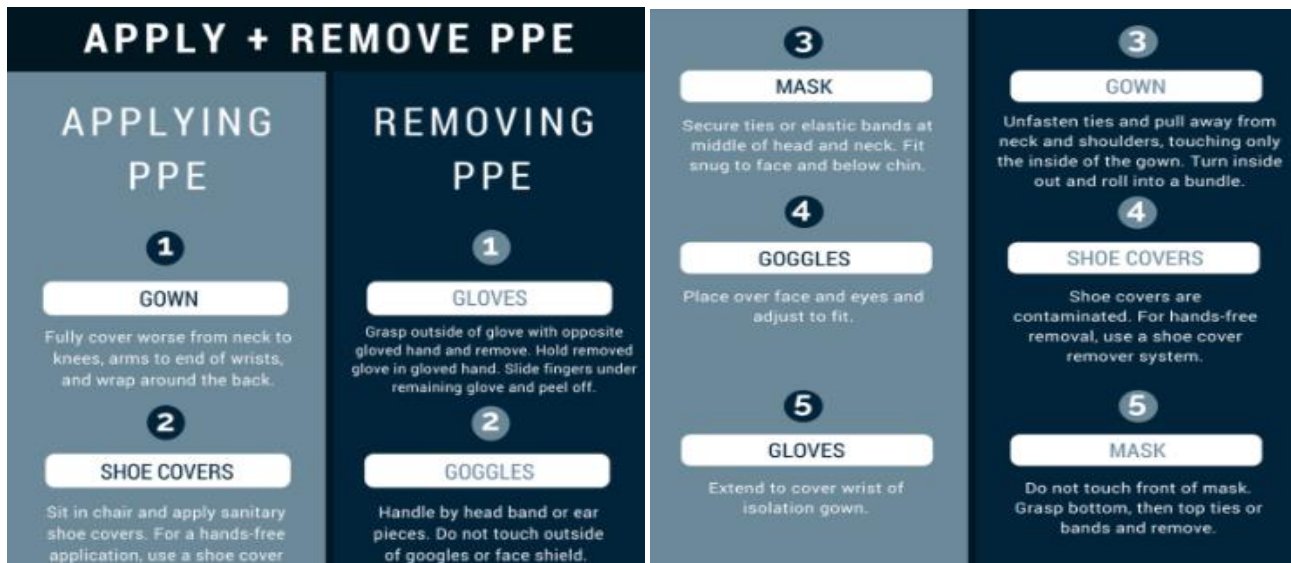 APPLY + REMOVE PPE
APPLYING
PPE
1
GOWN
Fully cover worse from neck to
knees, arms to end of wrists,
and wrap around the back.
2
SHOE COVERS
Sit in chair and apply sanitary
shoe covers. For a hands-free
application, use a shoe cover
REMOVING
PPE
1
GLOVES
Grasp outside of glove with opposite
gloved hand and remove. Hold removed
glove in gloved hand. Slide fingers under
remaining glove and peel off.
2
GOGGLES
Handle by head band or ear
pieces. Do not touch outside
of googles or face shield.
3
MASK
Secure ties or elastic bands at
middle of head and neck. Fit
snug to face and below chin.
4
GOGGLES
Place over face and eyes and
adjust to fit.
5
GLOVES
Extend to cover wrist of
isolation gown.
3
GOWN
Unfasten ties and pull away from
neck and shoulders, touching only
the inside of the gown. Turn inside
out and roll into a bundle.
4
SHOE COVERS
Shoe covers are
contaminated. For hands-free
removal, use a shoe cover
remover system.
5
MASK
Do not touch front of mask.
Grasp bottom, then top ties or
bands and remove.